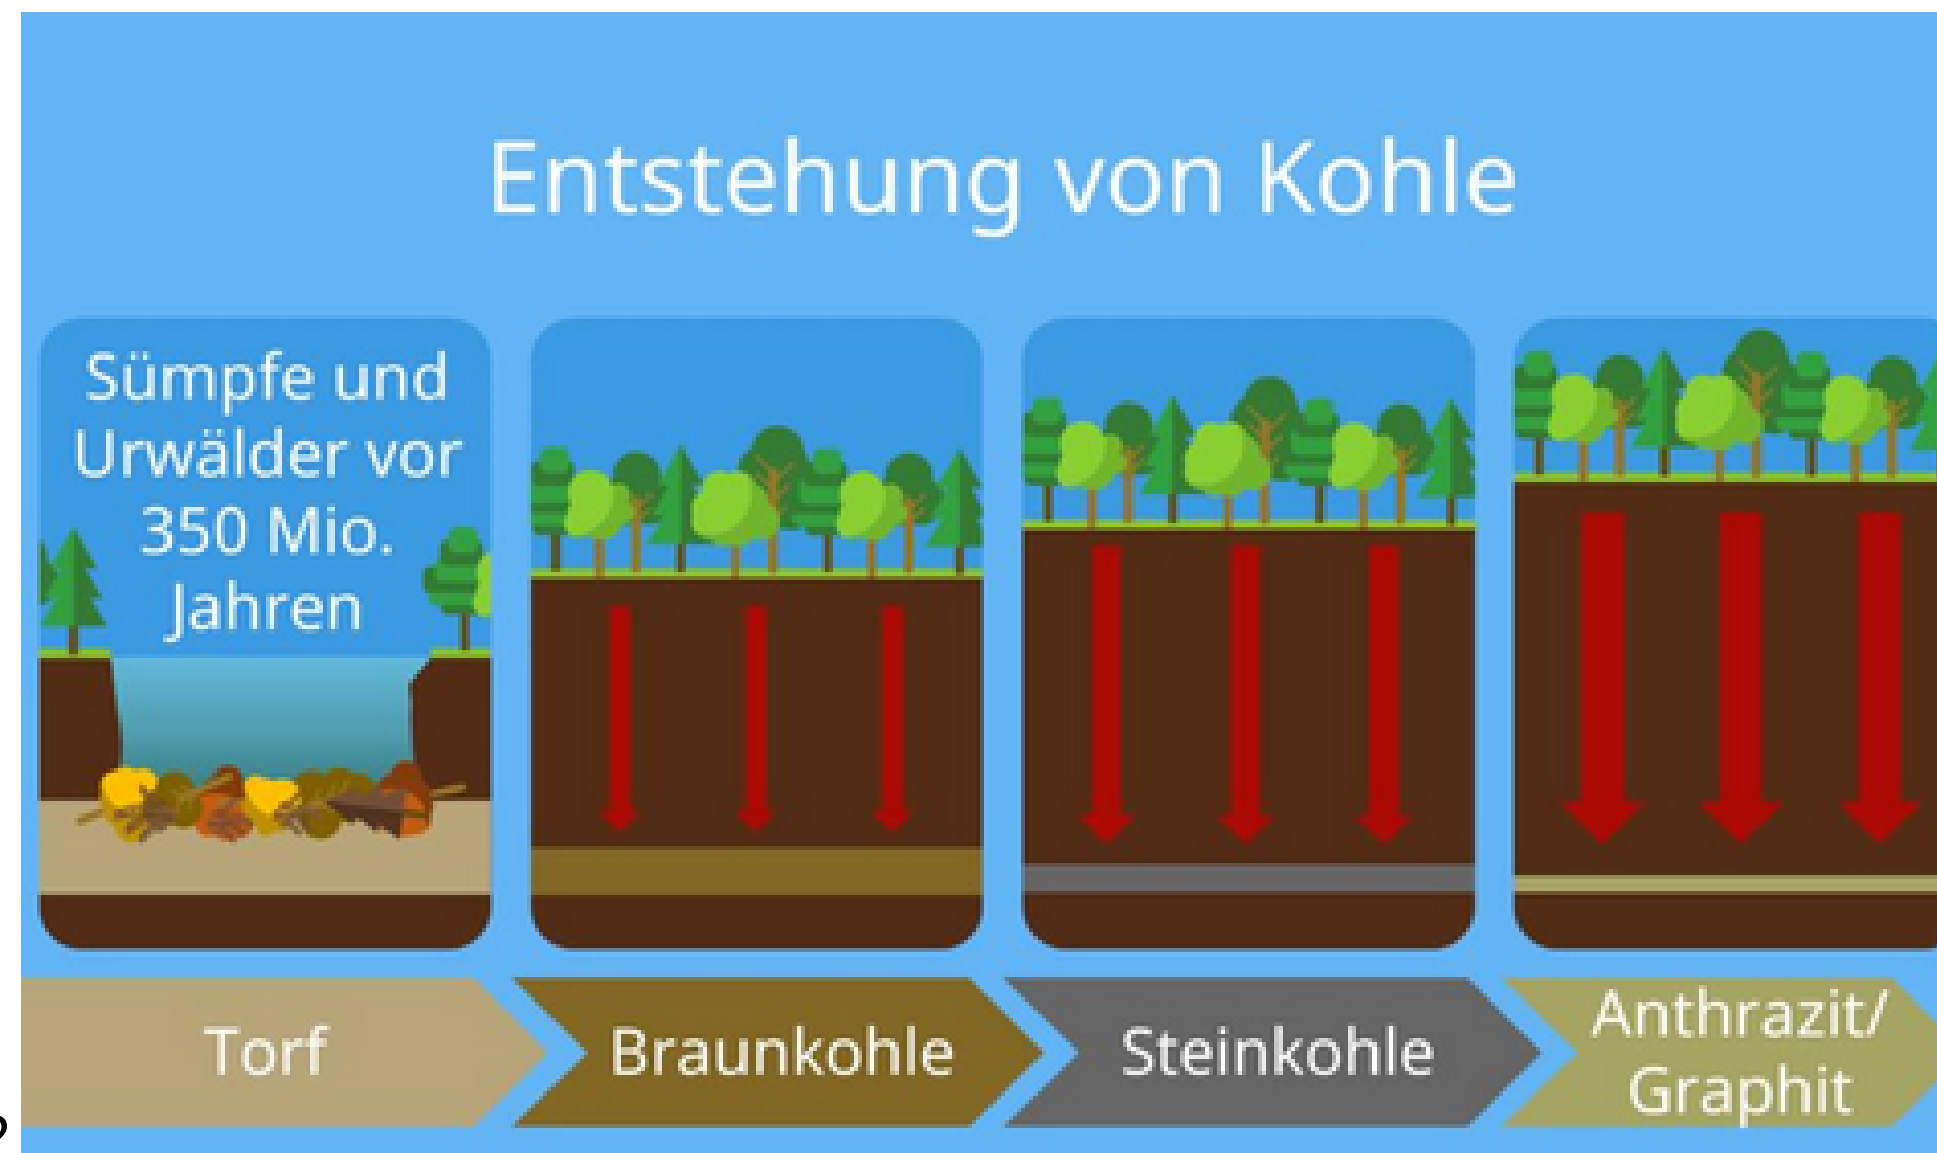 Entstehung von Kohle
Sümpfe und
Urwälder vor
350 Mio.
Jahren
Torf
Braunkohle
Steinkohle
Anthrazit/
Graphit